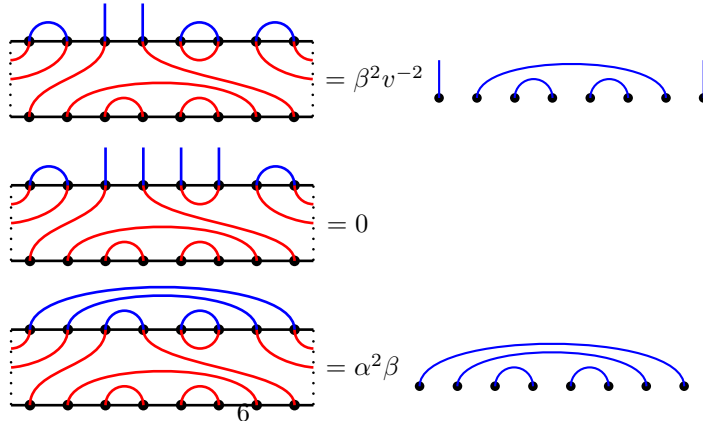 = β²v⁻²
= 0
= α²β
6